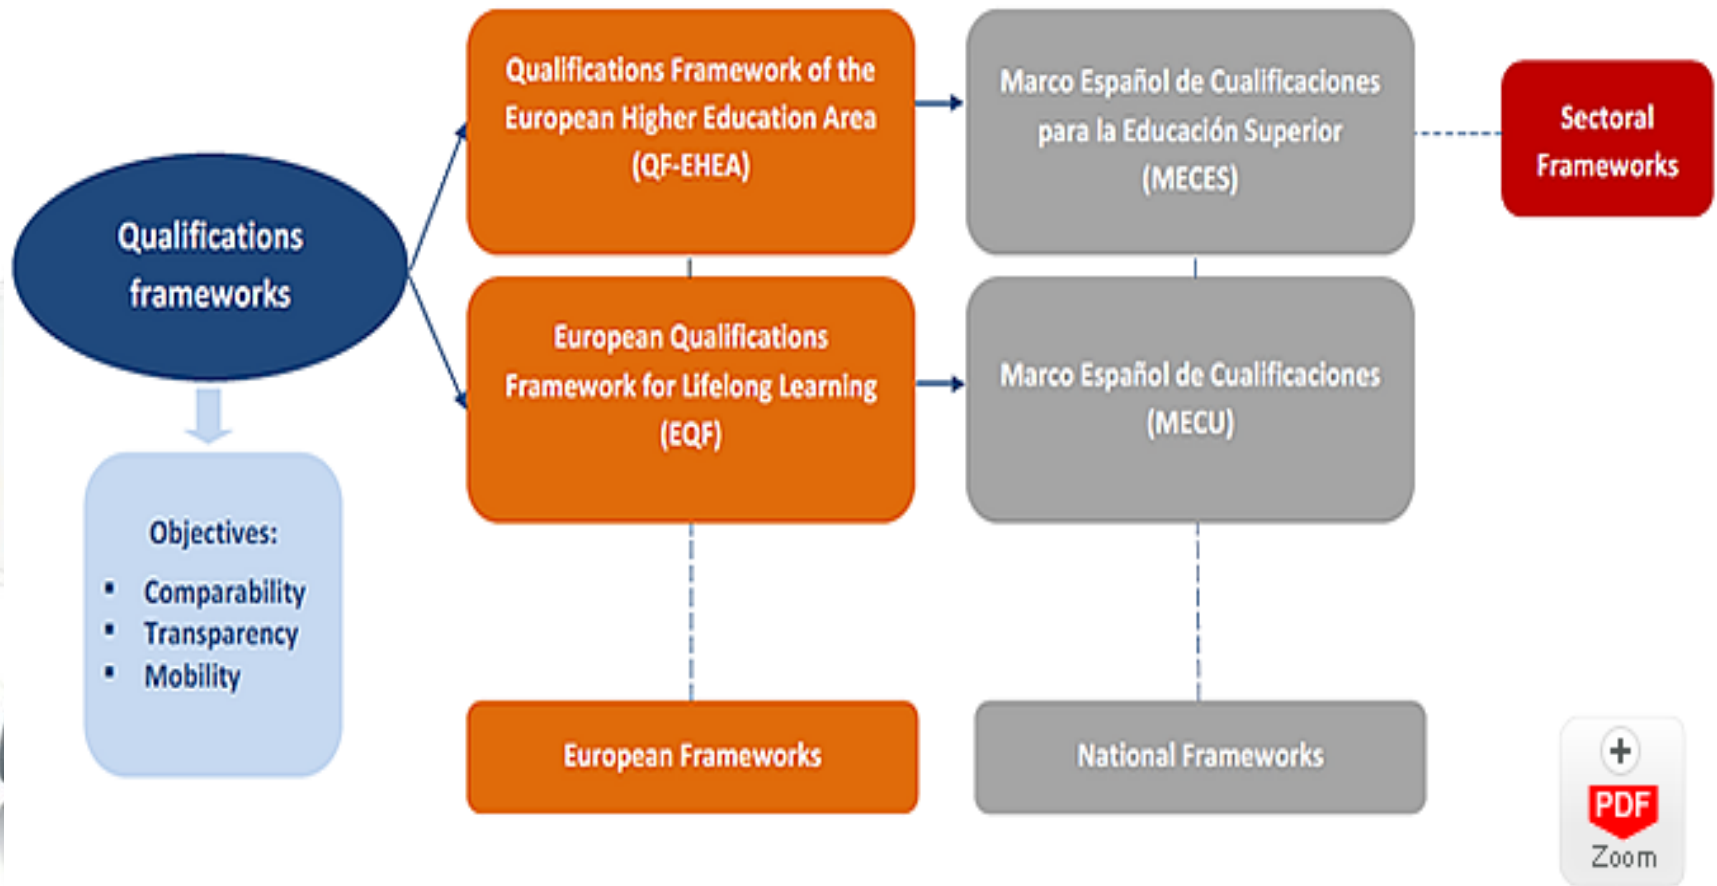 Qualifications
frameworks
Objectives:
▪ Comparability
▪ Transparency
▪ Mobility
Qualifications Framework of the
European Higher Education Area
(QF-EHEA)
European Qualifications
Framework for Lifelong Learning
(EQF)
European Frameworks
Marco Español de Cualificaciones
para la Educación Superior
(MECES)
Marco Español de Cualificaciones
(MECU)
National Frameworks
Sectoral
Frameworks
+
PDF
Zoom